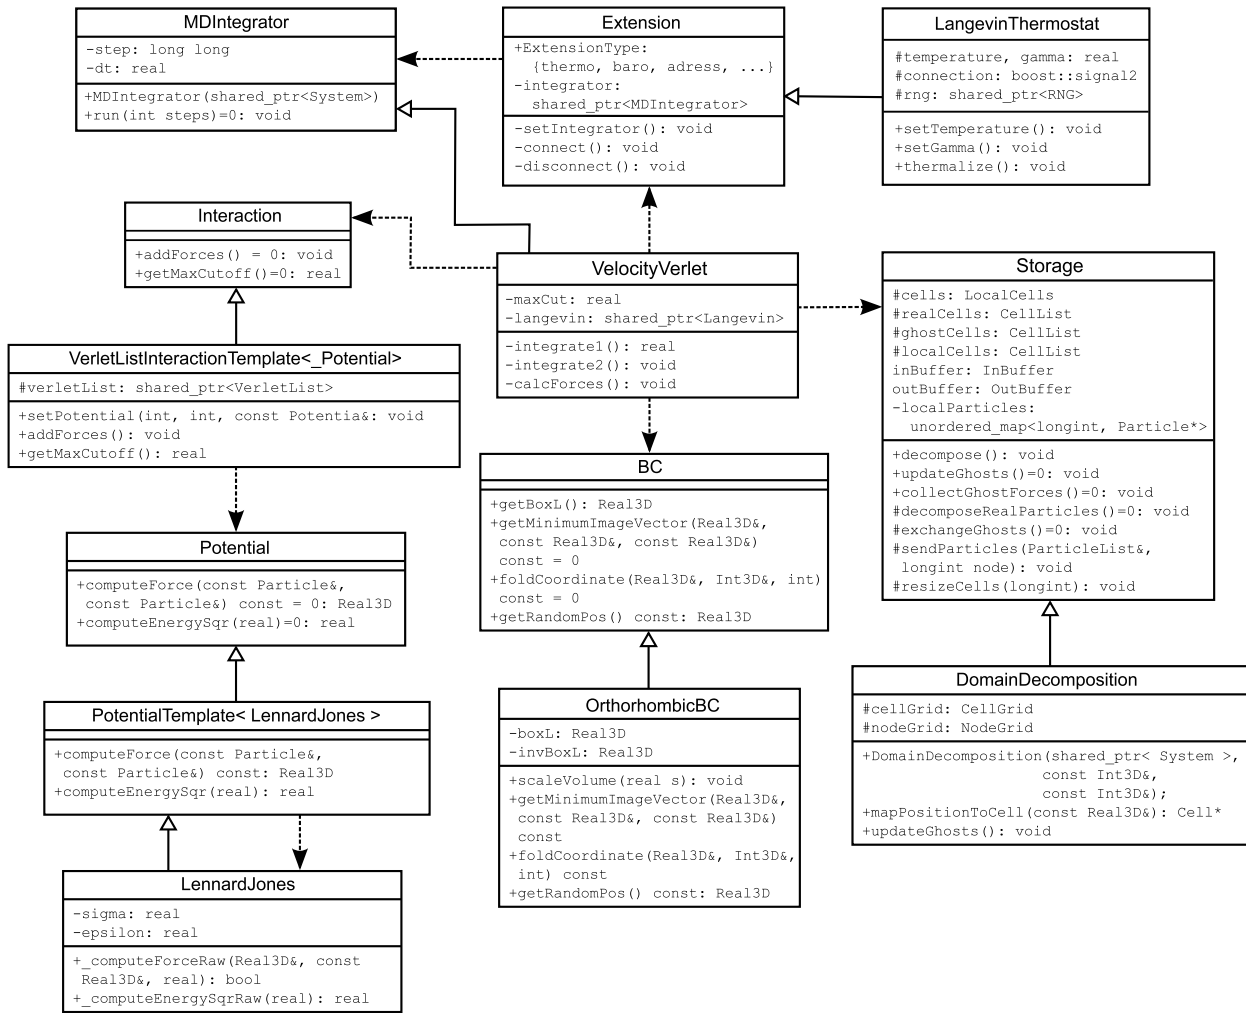 MDIntegrator
-step: long long
-dt: real
+MDIntegrator(shared_ptr<System>)
+run(int steps)=0: void
Extension
+ExtensionType:
{thermo, baro, adress, ...}
-integrator:
shared_ptr<MDIntegrator>
-setIntegrator(): void
-connect(): void
-disconnect(): void
LangevinThermostat
#temperature, gamma: real
#connection: boost::signal2
#rng: shared_ptr<RNG>
+setTemperature(): void
+setGamma(): void
+thermalize(): void
Interaction
+addForces() = 0: void
+getMaxCutoff()=0: real
VelocityVerlet
-maxCut: real
-langevin: shared_ptr<Langevin>
-integrate1(): real
-integrate2(): void
-calcForces(): void
Storage
#cells: LocalCells
#realCells: CellList
#ghostCells: CellList
#localCells: CellList
inBuffer: InBuffer
outBuffer: OutBuffer
-localParticles:
unordered_map<longint, Particle*>
+decompose(): void
+updateGhosts()=0: void
+collectGhostForces()=0: void
#decomposeRealParticles()=0: void
#exchangeGhosts()=0: void
#sendParticles(ParticleList&,
longint node): void
#resizeCells(longint): void
VerletListInteractionTemplate<_Potential>
#verletList: shared_ptr<VerletList>
+setPotential(int, int, const Potentia&: void
+addForces(): void
+getMaxCutoff(): real
BC
+getBoxL(): Real3D
+getMinimumImageVector(Real3D&,
const Real3D&, const Real3D&)
const = 0
+foldCoordinate(Real3D&, Int3D&, int)
const = 0
+getRandomPos() const: Real3D
Potential
+computeForce(const Particle&,
const Particle&) const = 0: Real3D
+computeEnergySqr(real)=0: real
PotentialTemplate< LennardJones >
+computeForce(const Particle&,
const Particle&) const: Real3D
+computeEnergySqr(real): real
OrthorhombicBC
-boxL: Real3D
-invBoxL: Real3D
+scaleVolume(real s): void
+getMinimumImageVector(Real3D&,
const Real3D&, const Real3D&)
const
+foldCoordinate(Real3D&, Int3D&,
int) const
+getRandomPos() const: Real3D
DomainDecomposition
#cellGrid: CellGrid
#nodeGrid: NodeGrid
+DomainDecomposition(shared_ptr< System >,
const Int3D&,
const Int3D&);
+mapPositionToCell(const Real3D&): Cell*
+updateGhosts(): void
LennardJones
-sigma: real
-epsilon: real
+_computeForceRaw(Real3D&, const
Real3D&, real): bool
+_computeEnergySqrRaw(real): real